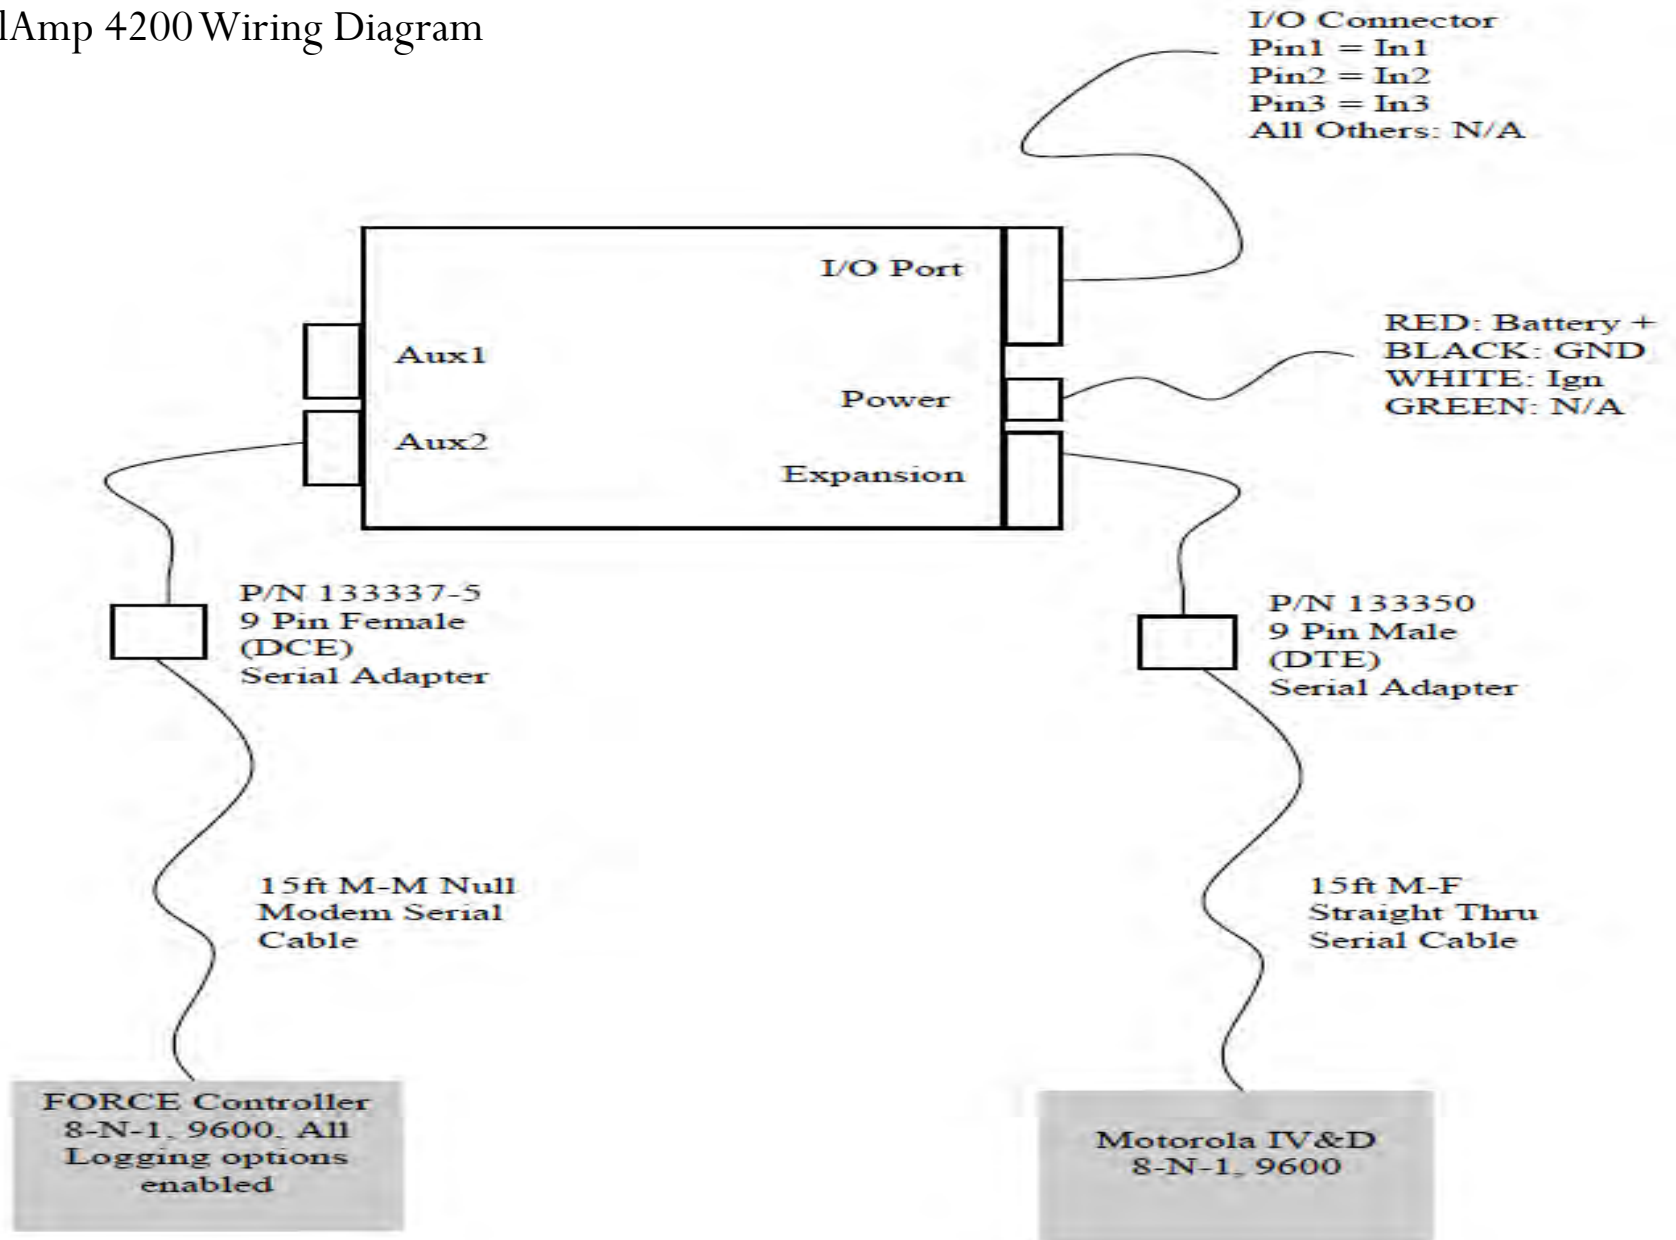 lAmp 4200 Wiring Diagram
I/O Connector
Pin1 = In1
Pin2 = In2
Pin3 = In3
All Others: N/A
I/O Port
RED: Battery +
BLACK: GND
WHITE: Ign
GREEN: N/A
Aux1
Power
Aux2
Expansion
P/N 133337-5
9 Pin Female
(DCE)
Serial Adapter
P/N 133350
9 Pin Male
(DTE)
Serial Adapter
15ft M-M Null
Modem Serial
Cable
15ft M-F
Straight Thru
Serial Cable
FORCE Controller
8-N-1, 9600, All
Logging options
enabled
Motorola IV&D
8-N-1, 9600